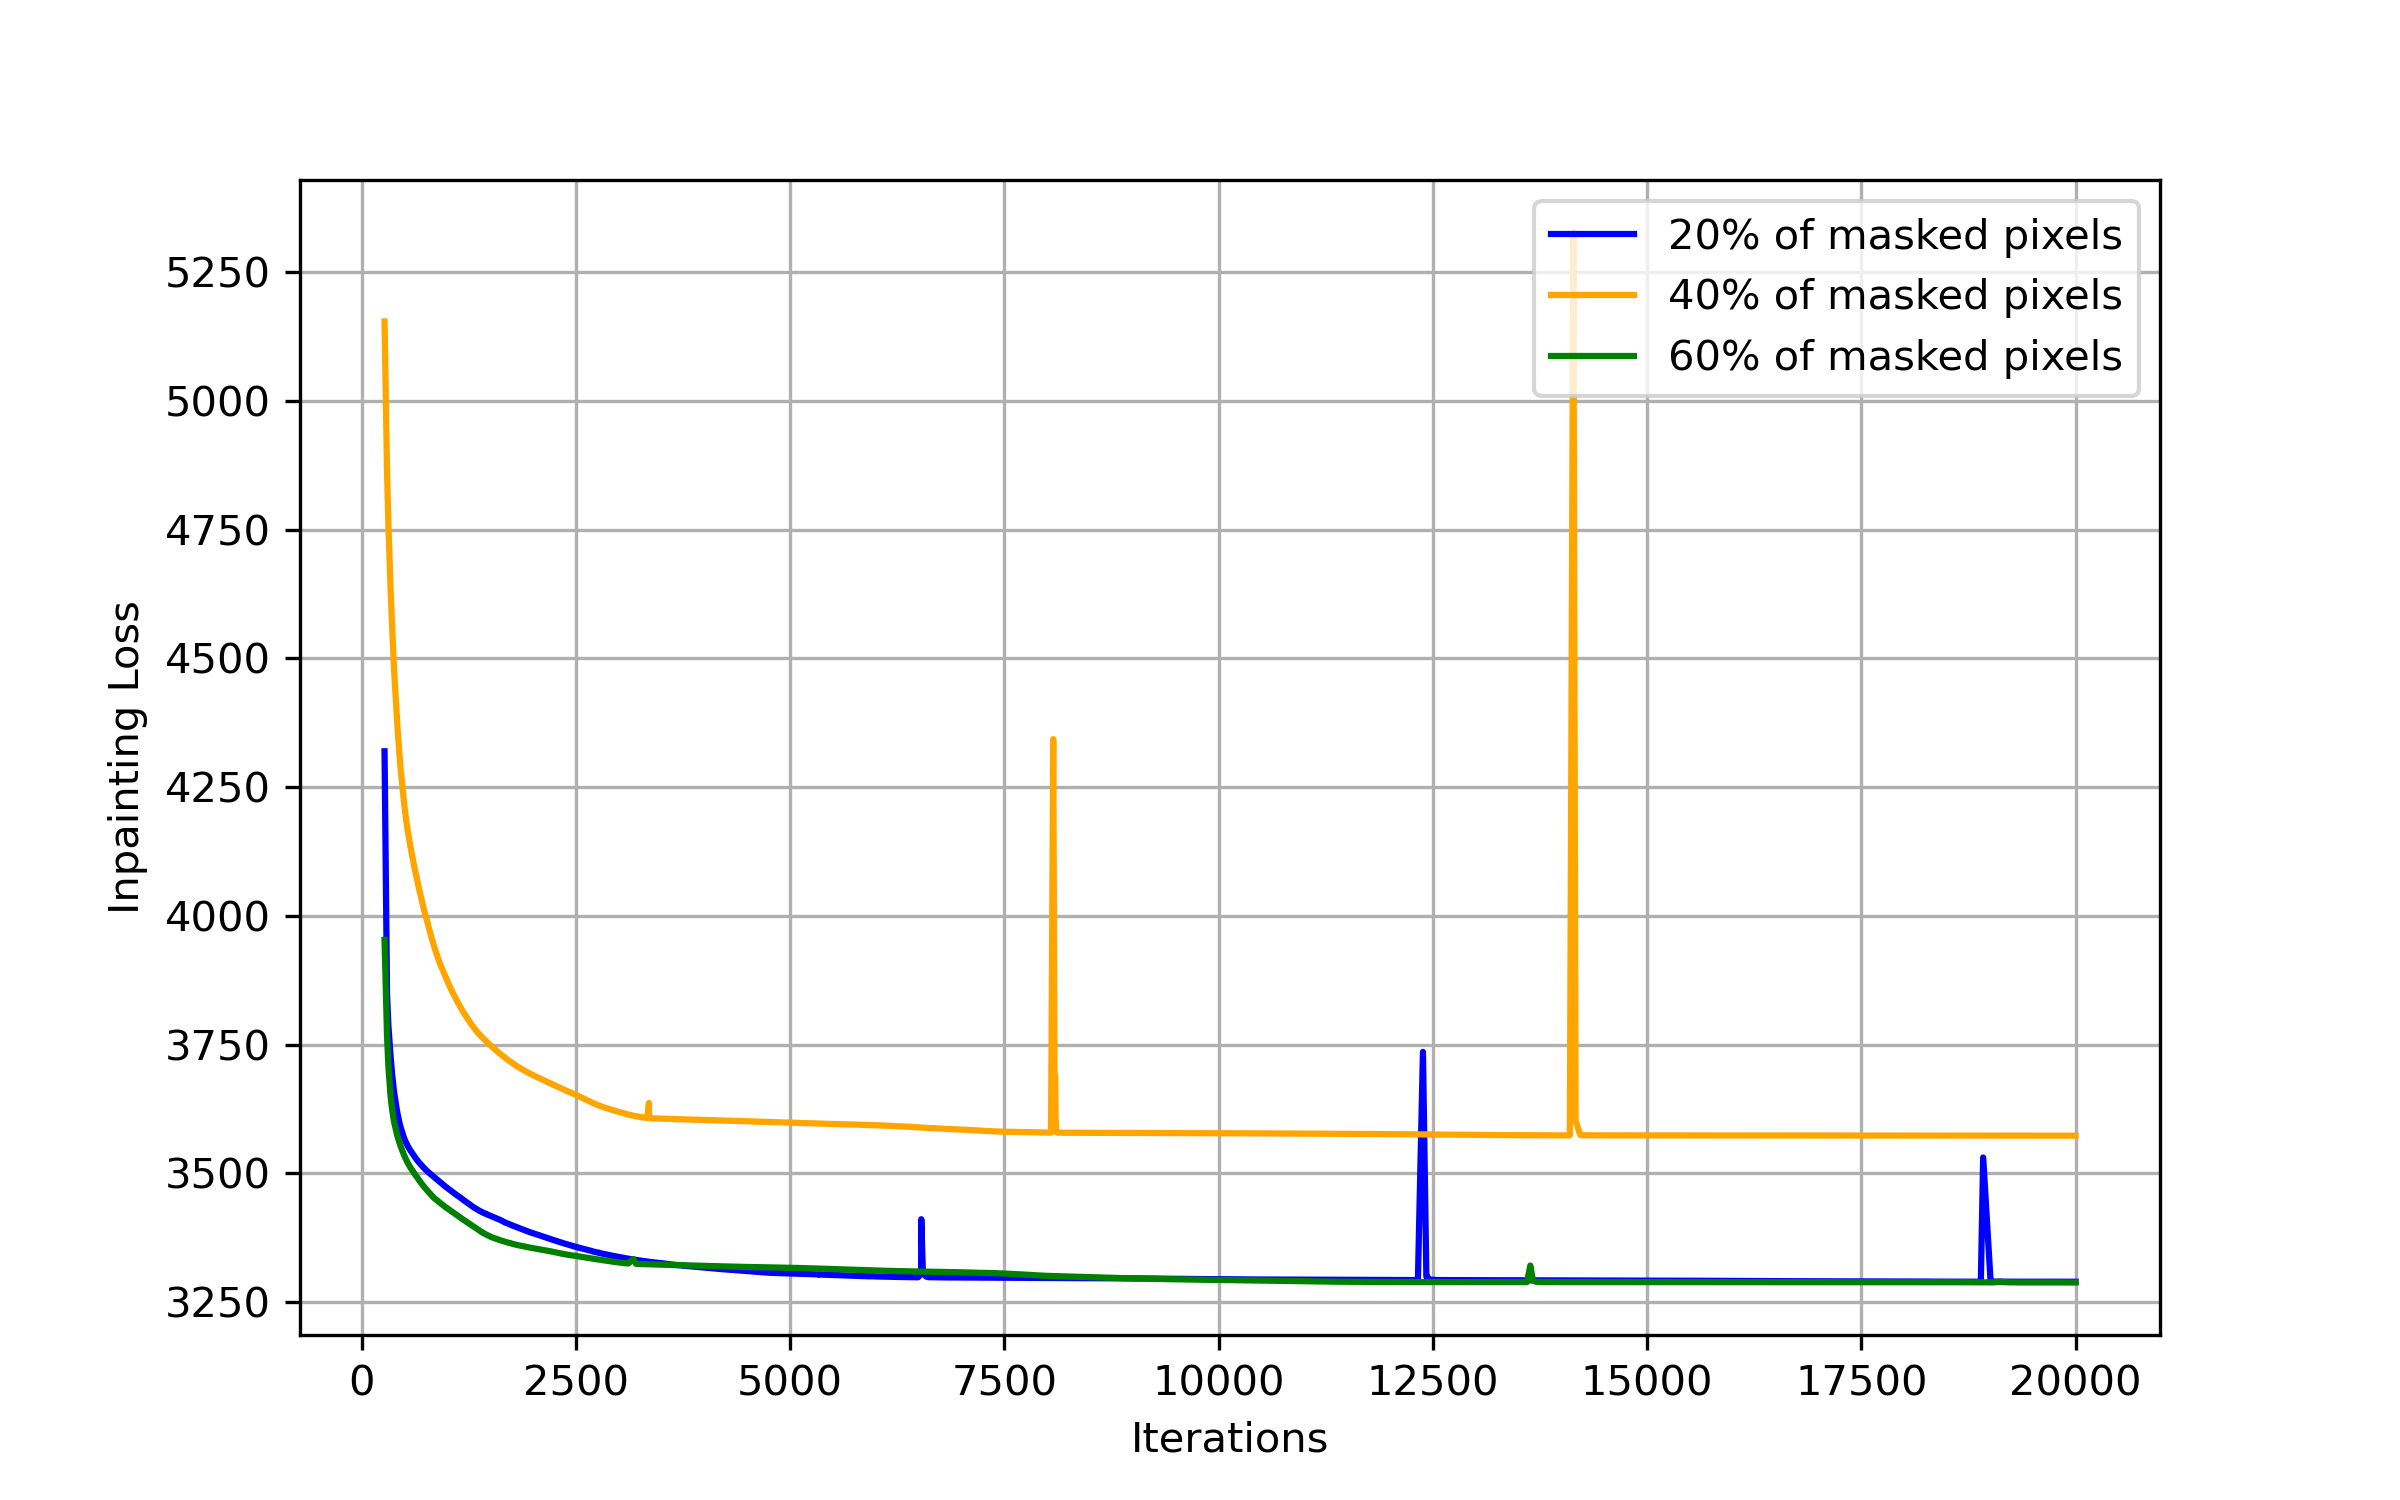 20% of masked pixels
40% of masked pixels
60% of masked pixels
5250
5000
4750
4500
4250
4000
3750
3500
3250
Inpainting Loss
0 2500 5000 7500 10000 12500 15000 17500 20000
Iterations